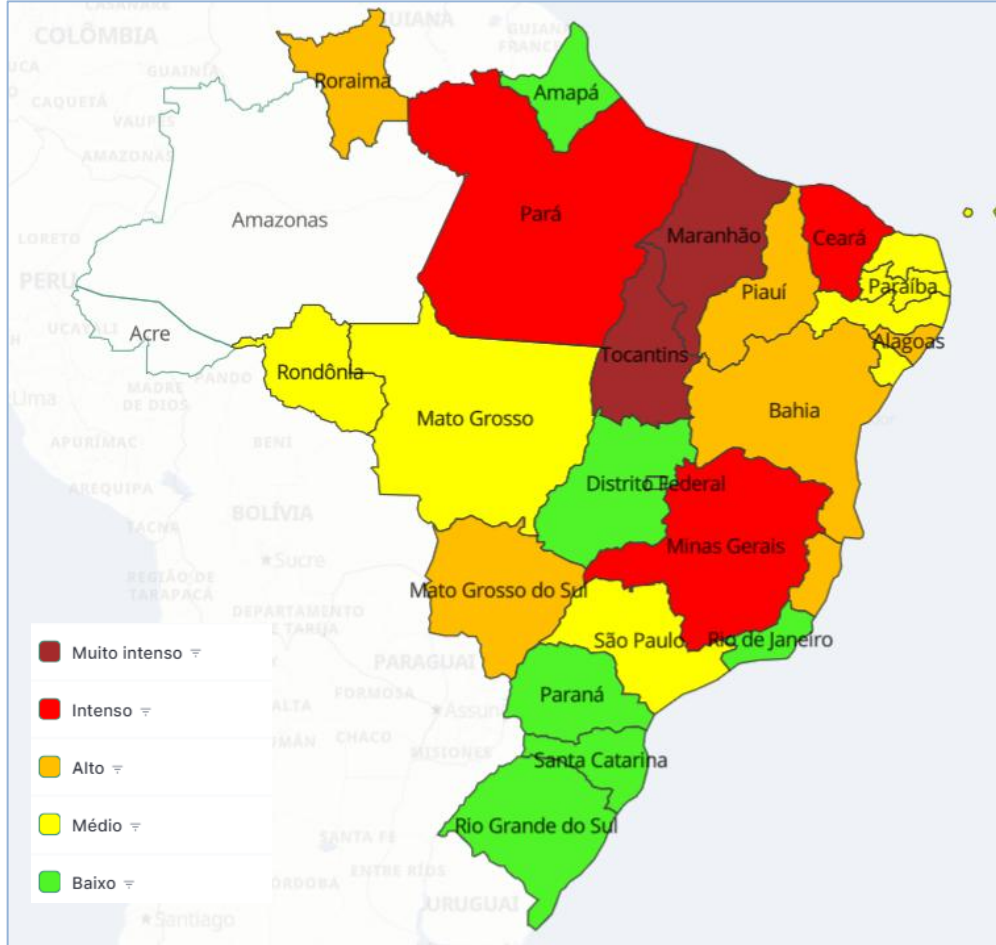 CASANARE
COLÔMBIA
GUAINÍA
CAQUETÁ
VAUPÉS
AMAZONAS
LORETO
PERU
UCAYALI
MADRE
DE DIOS
PANDO
Lima
APURÍMAC
BENI
AREQUIPA
BOLÍVIA
TACNA
Sucre
REGIÃO DE
TARAPACÁ
DEPARTAMENTO
TARIJA
PARAGUAI
FORMOSA
CHACO
MISIONES
SANTA FE
ENTRE RÍOS
CÓRDOBA
URUGUAI
Santiago
Roraima
Amapá
Amazonas
Pará
Maranhão
Ceará
Piauí
Paraíba
Alagoas
Acre
Rondônia
Tocantins
Mato Grosso
Bahia
Distrito Federal
Minas Gerais
Mato Grosso do Sul
São Paulo
Rio de Janeiro
Paraná
Santa Catarina
Rio Grande do Sul
Muito intenso
Intenso
Alto
Médio
Baixo